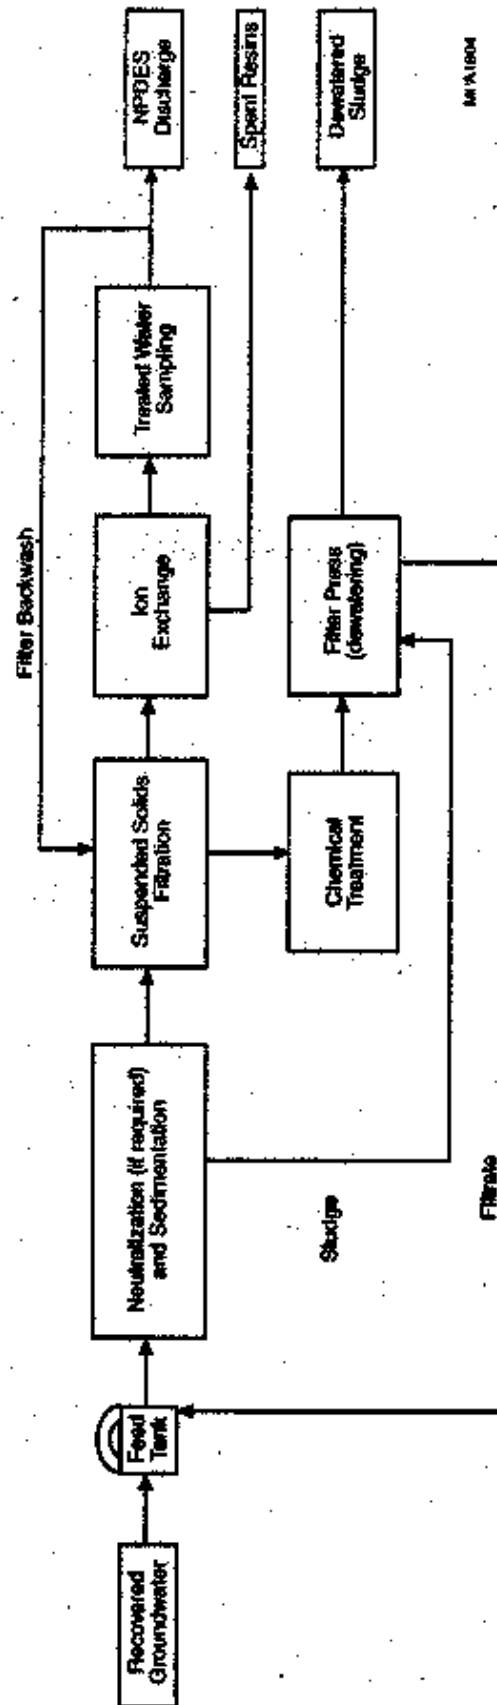 Recovered
Groundwater
Feed
Tank
Neutralization (if required)
and Sedimentation
Suspended Solids
Filtration
Ion
Exchange
Treated Water
Sampling
NPDES
Discharge
Filter Backwash
Spent Resins
Chemical
Treatment
Filter Press
(dewatering)
Dewatered
Sludge
Sludge
Filtrate